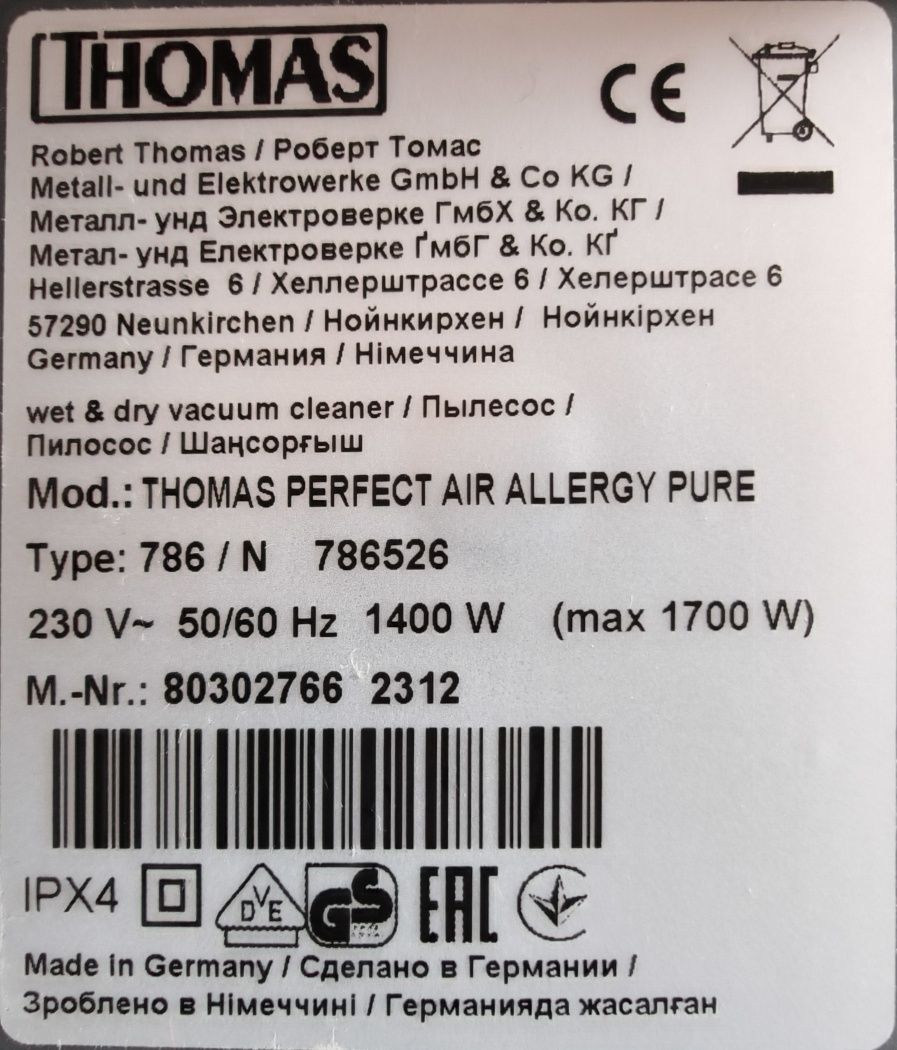 THOMAS
CE
Robert Thomas / Роберт Томас
Metall- und Elektrowerke GmbH & Co KG /
Металл- унд Электроверке ГмбХ & Ко. КГ /
Метал- унд Електроверке ҐмбГ & Ко. КҐ
Hellerstrasse 6 / Хеллерштрассе 6 / Хелерштрасе 6
57290 Neunkirchen / Нойнкирхен / Нойнкірхен
Germany / Германия / Німеччина
wet & dry vacuum cleaner / Пылесос /
Пилосос / Шаңсорғыш
Mod.: THOMAS PERFECT AIR ALLERGY PURE
Type: 786 / N 786526
230 V~ 50/60 Hz 1400 W (max 1700 W)
M.-Nr.: 80302766 2312
IPX4 DVE GS EAC
Made in Germany / Сделано в Германии /
Зроблено в Німеччині / Германияда жасалған